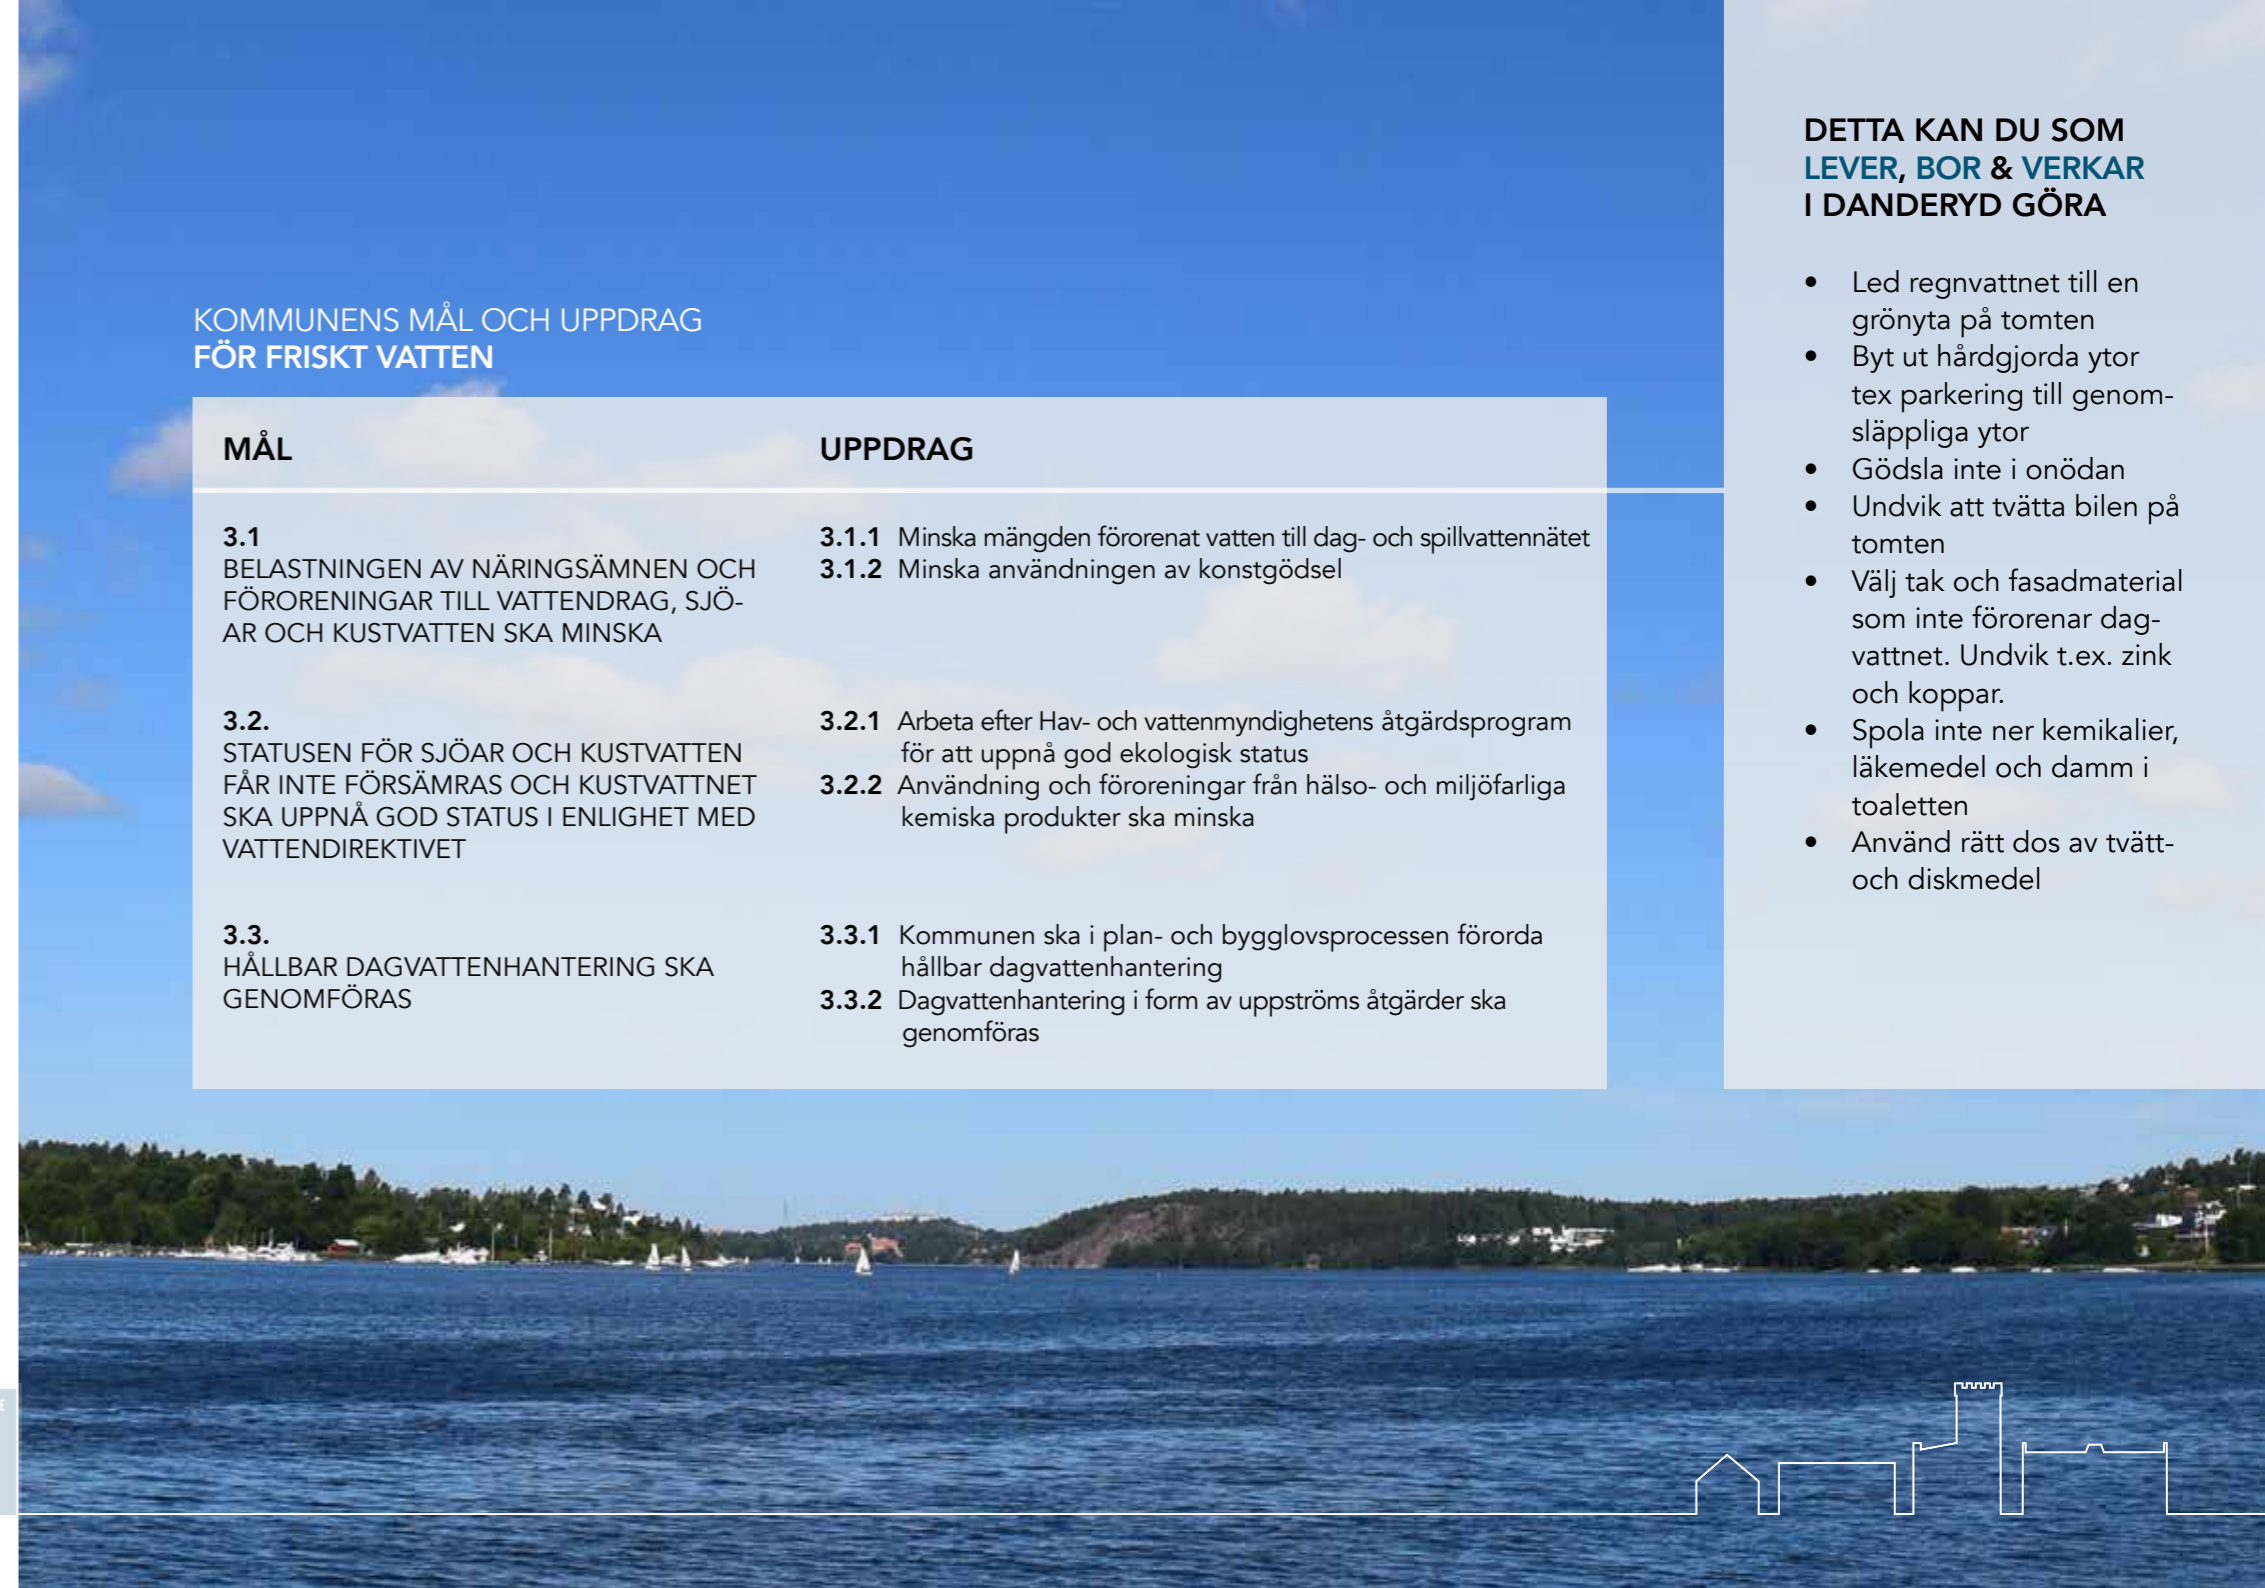 KOMMUNENS MÅL OCH UPPDRAG
FÖR FRISKT VATTEN
MÅL
UPPDRAG
3.1
BELASTNINGEN AV NÄRINGSÄMNEN OCH
FÖRORENINGAR TILL VATTENDRAG, SJÖ-
AR OCH KUSTVATTEN SKA MINSKA
3.1.1 Minska mängden förorenat vatten till dag- och spillvattennätet
3.1.2 Minska användningen av konstgödsel
3.2.
STATUSEN FÖR SJÖAR OCH KUSTVATTEN
FÅR INTE FÖRSÄMRAS OCH KUSTVATTNET
SKA UPPNÅ GOD STATUS I ENLIGHET MED
VATTENDIREKTIVET
3.2.1 Arbeta efter Hav- och vattenmyndighetens åtgärdsprogram
för att uppnå god ekologisk status
3.2.2 Användning och föroreningar från hälso- och miljöfarliga
kemiska produkter ska minska
3.3.
HÅLLBAR DAGVATTENHANTERING SKA
GENOMFÖRAS
3.3.1 Kommunen ska i plan- och bygglovsprocessen förorda
hållbar dagvattenhantering
3.3.2 Dagvattenhantering i form av uppströms åtgärder ska
genomföras
DETTA KAN DU SOM
LEVER, BOR & VERKAR
I DANDERYD GÖRA
• Led regnvattnet till en
grönyta på tomten
• Byt ut hårdgjorda ytor
tex parkering till genom-
släppliga ytor
• Gödsla inte i onödan
• Undvik att tvätta bilen på
tomten
• Välj tak och fasadmaterial
som inte förorenar dag-
vattnet. Undvik t.ex. zink
och koppar.
• Spola inte ner kemikalier,
läkemedel och damm i
toaletten
• Använd rätt dos av tvätt-
och diskmedel